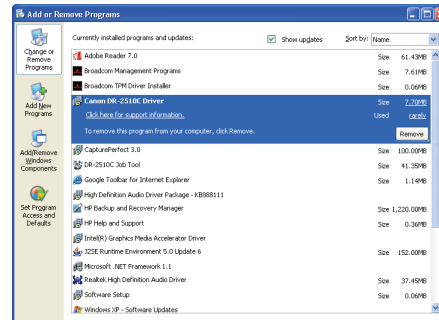 Add or Remove Programs
Change or
Remove
Programs
Add New
Programs
Add/Remove
Windows
Components
Set Program
Access and
Defaults
Currently installed programs and updates:
Show updates
Sort by: Name
Adobe Reader 7.0 Size 61.43MB
Broadcom Management Programs Size 7.61MB
Broadcom TPM Driver Installer Size 0.06MB
Canon DR-2510C Driver Size 7.70MB
Click here for support information. Used rarely
To remove this program from your computer, click Remove. Remove
CapturePerfect 3.0 Size 100.00MB
DR-2510C Job Tool Size 41.35MB
Google Toolbar for Internet Explorer Size 1.14MB
High Definition Audio Driver Package - KB888111
HP Backup and Recovery Manager Size 1,220.00MB
HP Help and Support Size 0.36MB
Intel(R) Graphics Media Accelerator Driver
J2SE Runtime Environment 5.0 Update 6 Size 152.00MB
Microsoft .NET Framework 1.1
Realtek High Definition Audio Driver Size 37.45MB
Software Setup Size 0.06MB
Windows XP - Software Updates